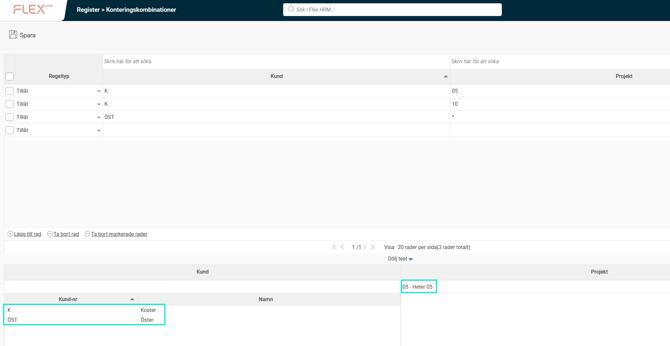 FLEX HRM Register > Konteringskombinationer Sök i Flex HRM...
Spara
Skriv här för att söka Skriv här för att söka
Regeltyp Kund Projekt
Tillåt K 05
Tillåt K 10
Tillåt ÖST *
Tillåt
Lägg till rad Ta bort rad Ta bort markerade rader
1 /1 Visa 20 rader per sida(3 rader totalt)
Dölj test
Kund Projekt
05 - Heter 05
Kund-nr Namn
K Koster
ÖST Öster